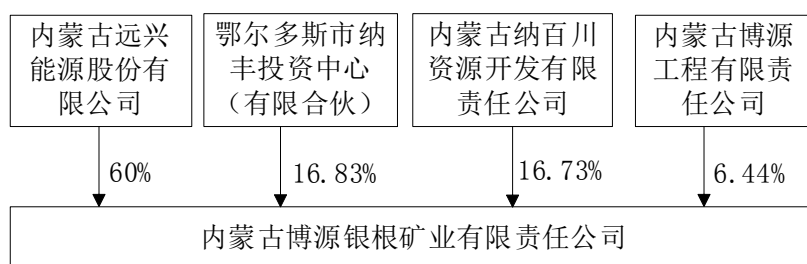 内蒙古远兴
能源股份有
限公司
鄂尔多斯市纳
丰投资中心
（有限合伙）
内蒙古纳百川
资源开发有限
责任公司
内蒙古博源
工程有限责
任公司
60%
16.83%
16.73%
6.44%
内蒙古博源银根矿业有限责任公司